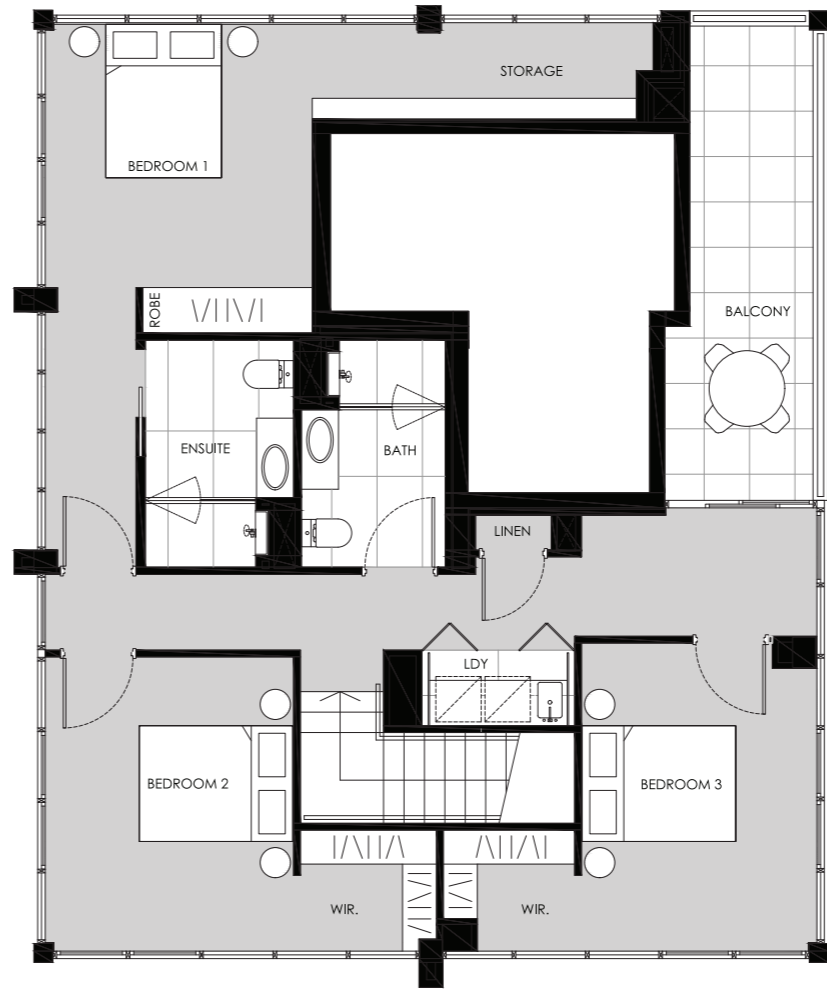 STORAGE
BEDROOM 1
ROBE
BALCONY
ENSUITE
BATH
LINEN
LDY
BEDROOM 2
BEDROOM 3
WIR.
WIR.